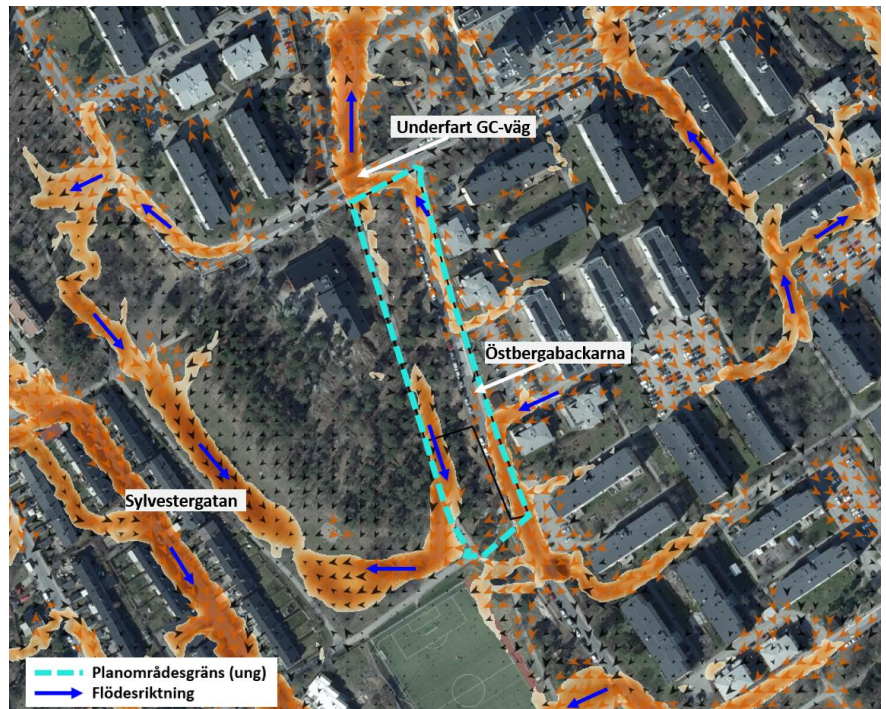 Underfart GC-väg
Östbergabackarna
Sylvestergatan
Planområdesgräns (ung)
Flödesriktning